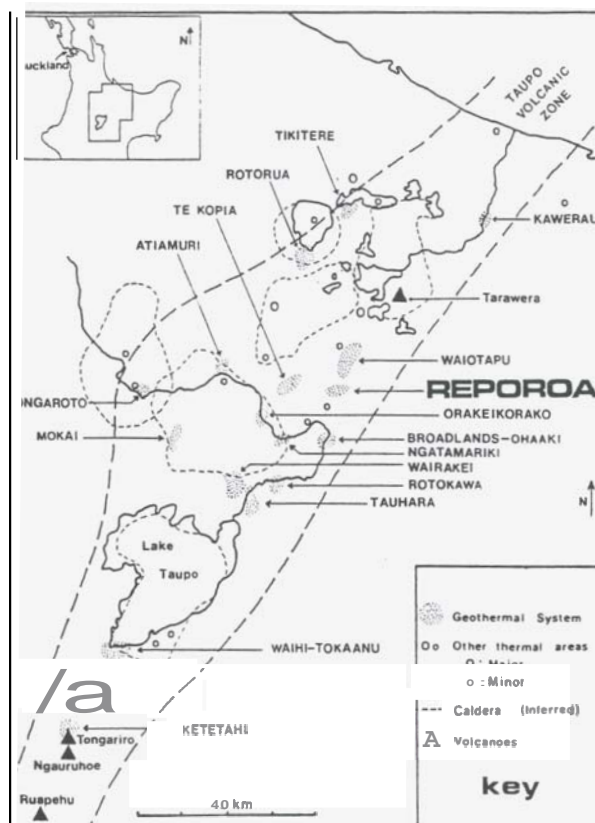 N
uckland
TAUPO
VOLCANIC
ZONE
TIKITERE
ROTORUA
TE KOPIA
KAWERAU
ATIAMURI
Tarawera
WAIOTAPU
REPOROA
ONGAROTO
ORAKEIKORAKO
MOKAI
BROADLANDS-OHAAKI
NGATAMARIKI
WAIRAKEI
ROTOKAWA
TAUHARA
N
Lake
Taupo
Geothermal System
Oo Other thermal areas
o : Minor
WAIHI-TOKAANU
/a
Caldera (Inferred)
KETETAHI
Tongariro
A Volcanoes
Ngauruhoe
key
Ruapehu
40 km